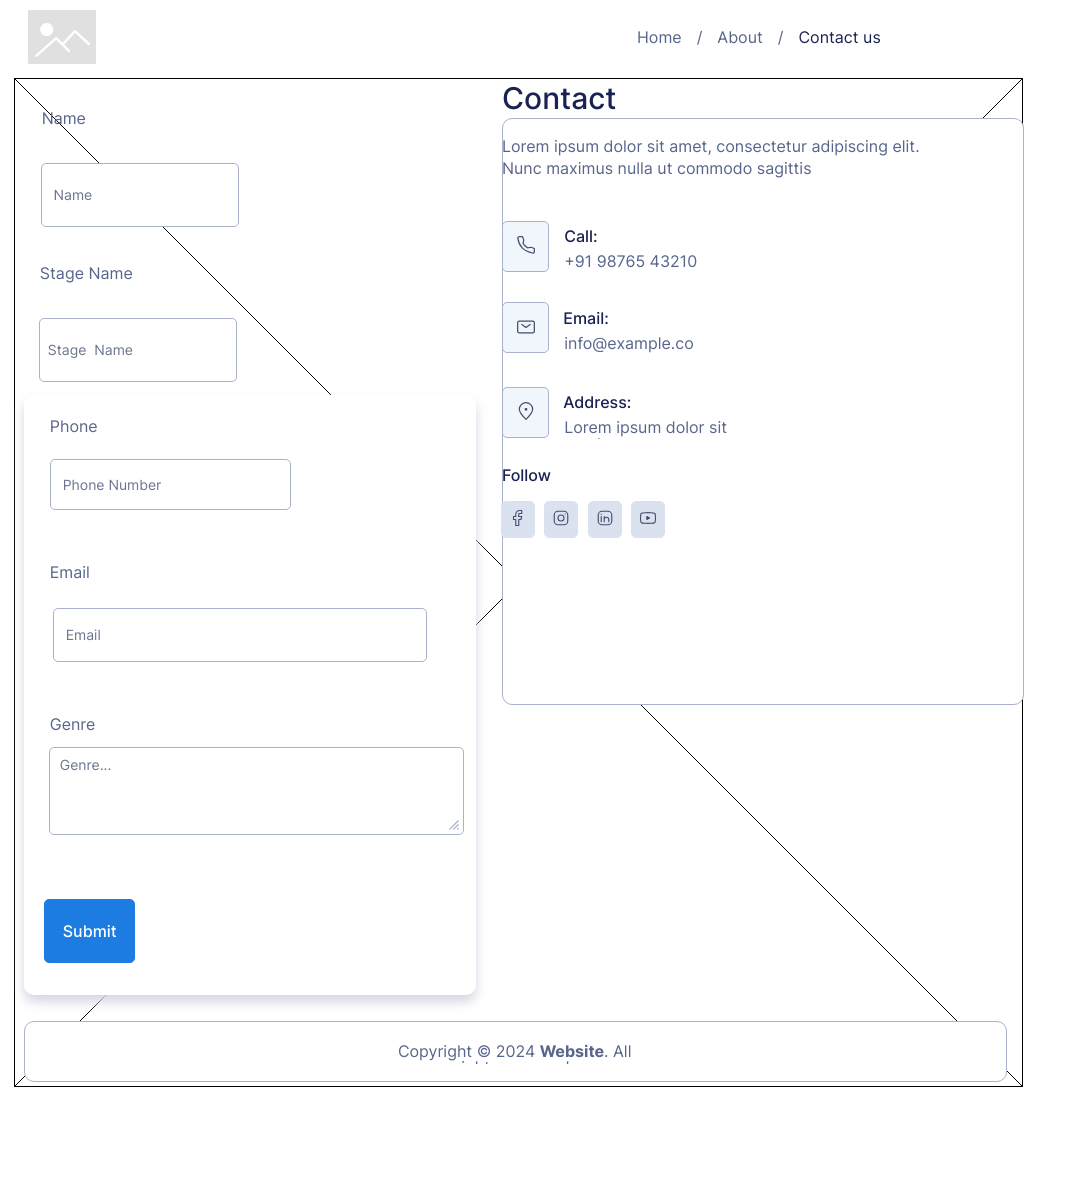 Home / About / Contact us
Name
Name
Stage Name
Stage  Name
Phone
Phone Number
Email
Email
Genre
Genre...
Submit
Contact
Lorem ipsum dolor sit amet, consectetur adipiscing elit.
Nunc maximus nulla ut commodo sagittis
Call:
+91 98765 43210
Email:
info@example.co
Address:
Lorem ipsum dolor sit
Follow
Copyright © 2024 Website. All